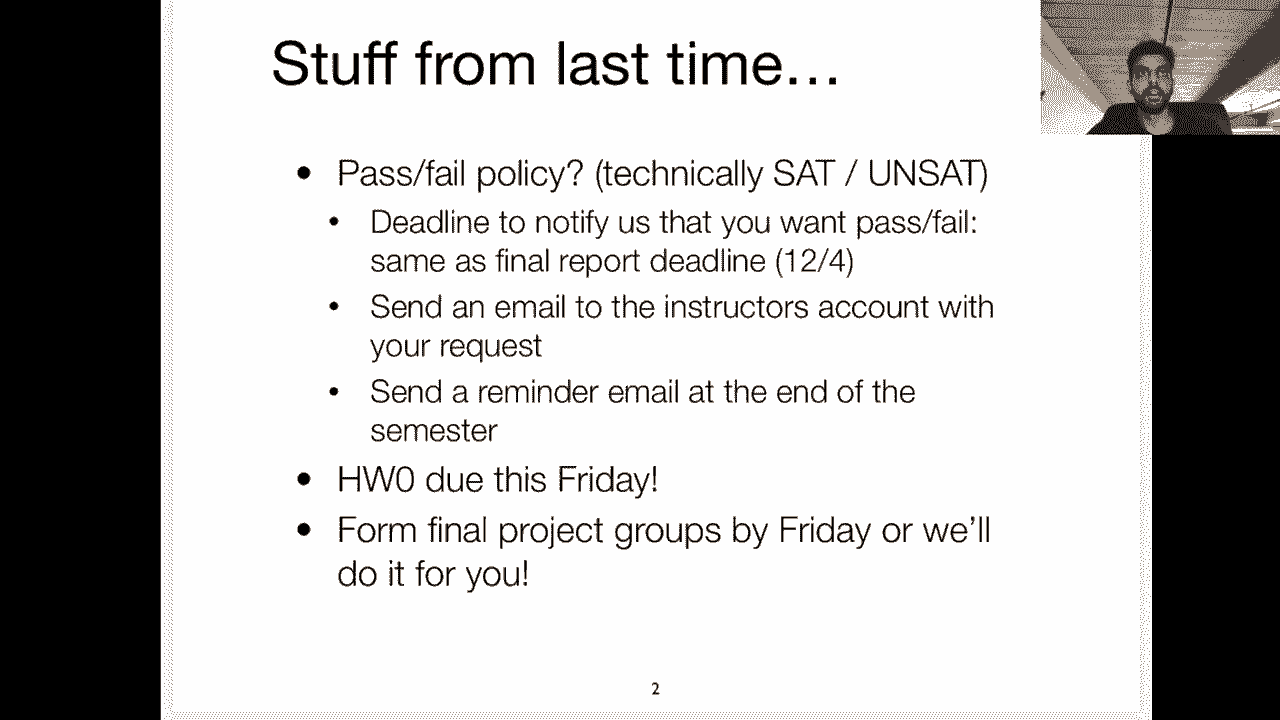 Stuff from last time…
• Pass/fail policy? (technically SAT / UNSAT)
• Deadline to notify us that you want pass/fail:
same as final report deadline (12/4)
• Send an email to the instructors account with
your request
• Send a reminder email at the end of the
semester
• HW0 due this Friday!
• Form final project groups by Friday or we’ll
do it for you!
2